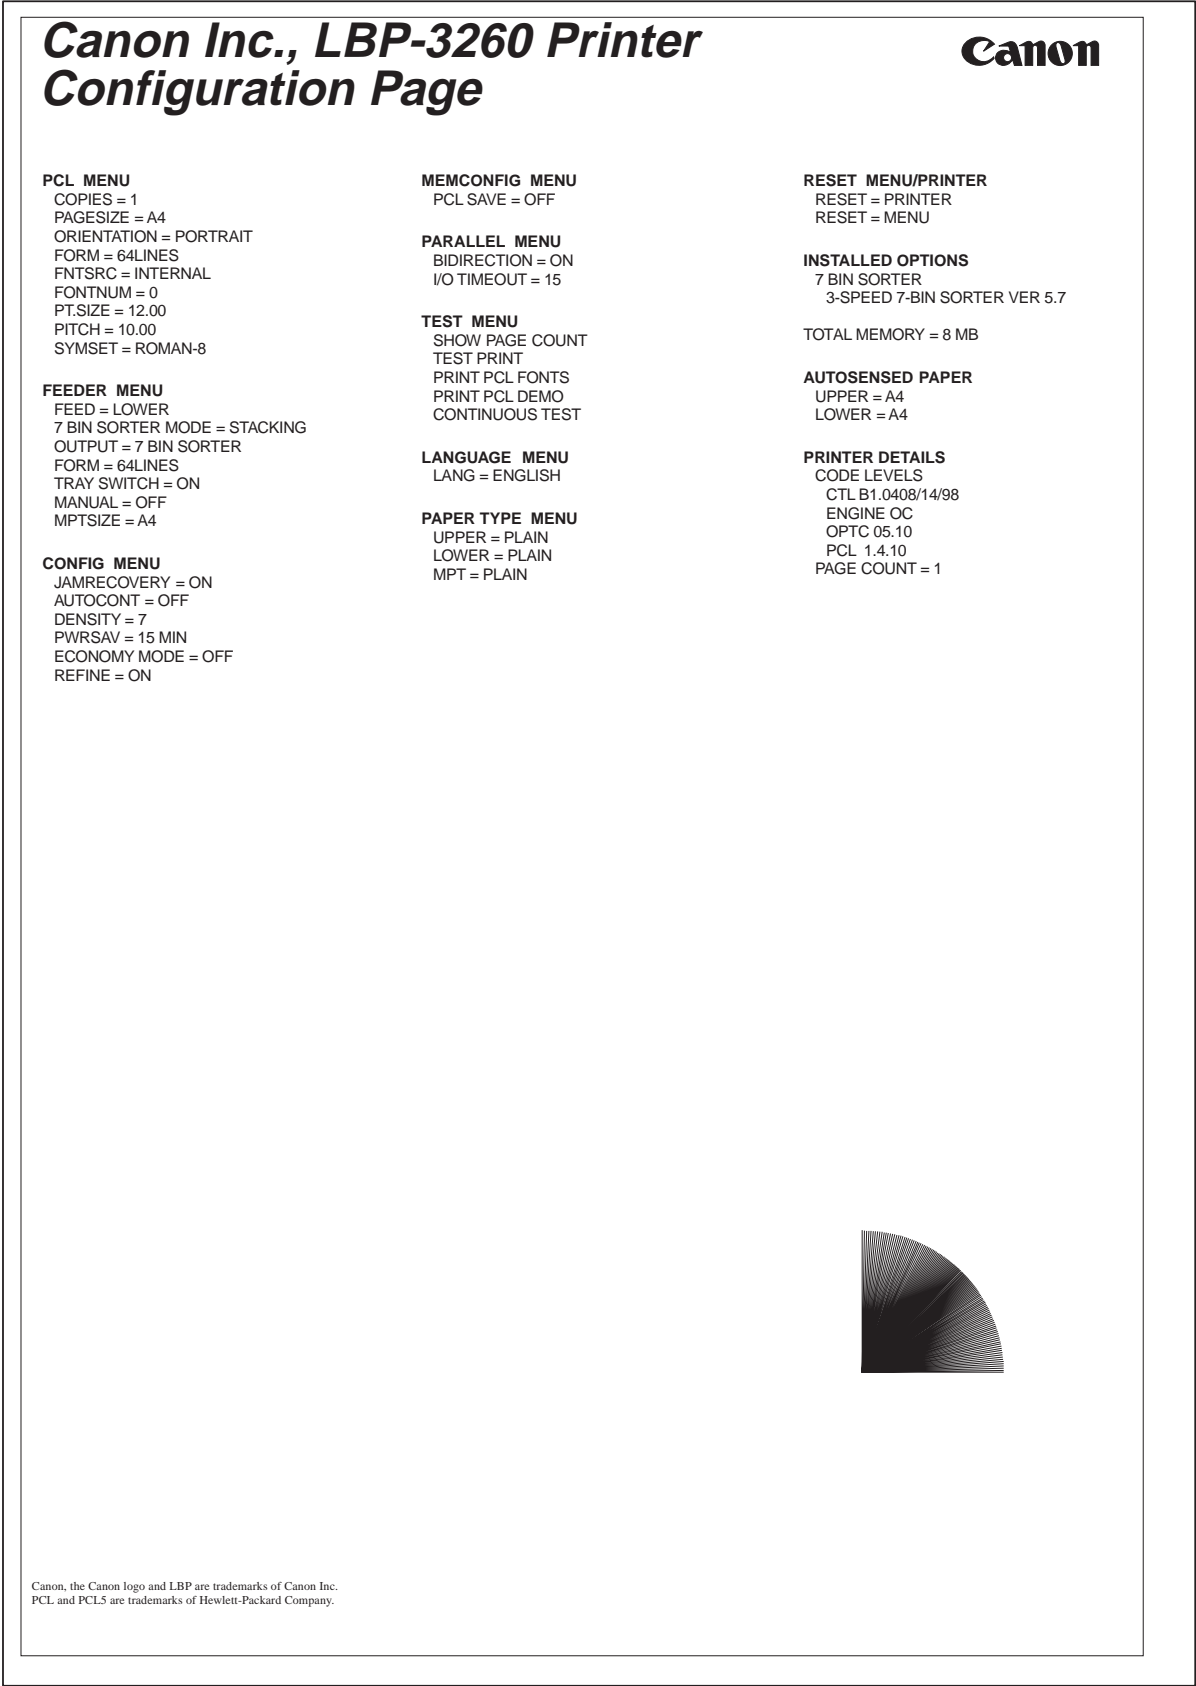 Canon Inc., LBP-3260 Printer
Configuration Page
Canon
PCL MENU
COPIES = 1
PAGESIZE = A4
ORIENTATION = PORTRAIT
FORM = 64LINES
FNTSRC = INTERNAL
FONTNUM = 0
PT.SIZE = 12.00
PITCH = 10.00
SYMSET = ROMAN-8
FEEDER MENU
FEED = LOWER
7 BIN SORTER MODE = STACKING
OUTPUT = 7 BIN SORTER
FORM = 64LINES
TRAY SWITCH = ON
MANUAL = OFF
MPTSIZE = A4
CONFIG MENU
JAMRECOVERY = ON
AUTOCONT = OFF
DENSITY = 7
PWRSAV = 15 MIN
ECONOMY MODE = OFF
REFINE = ON
MEMCONFIG MENU
PCL SAVE = OFF
PARALLEL MENU
BIDIRECTION = ON
I/O TIMEOUT = 15
TEST MENU
SHOW PAGE COUNT
TEST PRINT
PRINT PCL FONTS
PRINT PCL DEMO
CONTINUOUS TEST
LANGUAGE MENU
LANG = ENGLISH
PAPER TYPE MENU
UPPER = PLAIN
LOWER = PLAIN
MPT = PLAIN
RESET MENU/PRINTER
RESET = PRINTER
RESET = MENU
INSTALLED OPTIONS
7 BIN SORTER
3-SPEED 7-BIN SORTER VER 5.7
TOTAL MEMORY = 8 MB
AUTOSENSED PAPER
UPPER = A4
LOWER = A4
PRINTER DETAILS
CODE LEVELS
CTL B1.0408/14/98
ENGINE OC
OPTC 05.10
PCL 1.4.10
PAGE COUNT = 1
Canon, the Canon logo and LBP are trademarks of Canon Inc.
PCL and PCL5 are trademarks of Hewlett-Packard Company.